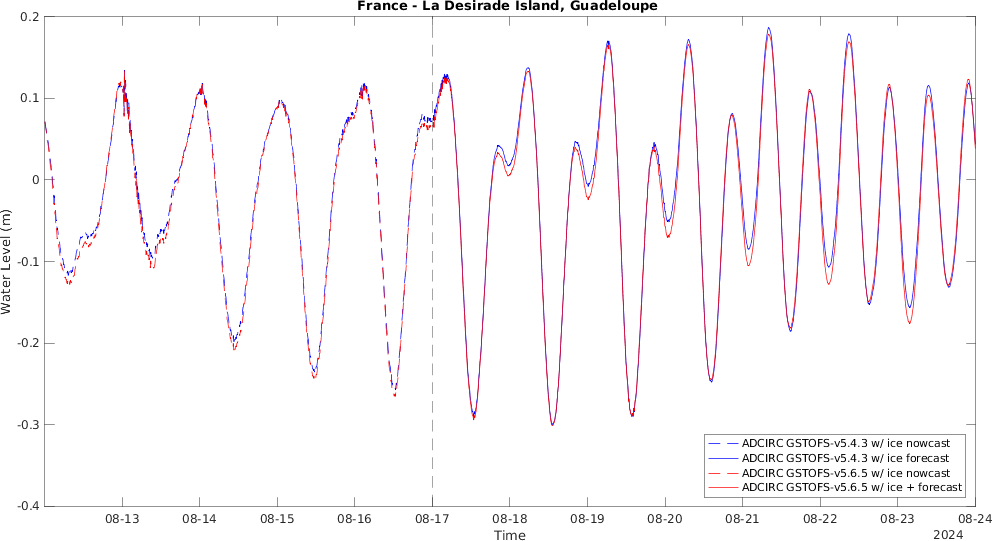 France - La Desirade Island, Guadeloupe
0.2
0.1
0
-0.1
-0.2
-0.3
-0.4
Water Level (m)
08-13 08-14 08-15 08-16 08-17 08-18 08-19 08-20 08-21 08-22 08-23 08-24
Time
2024
ADCIRC GSTOFS-v5.4.3 w/ ice nowcast
ADCIRC GSTOFS-v5.4.3 w/ ice forecast
ADCIRC GSTOFS-v5.6.5 w/ ice nowcast
ADCIRC GSTOFS-v5.6.5 w/ ice + forecast